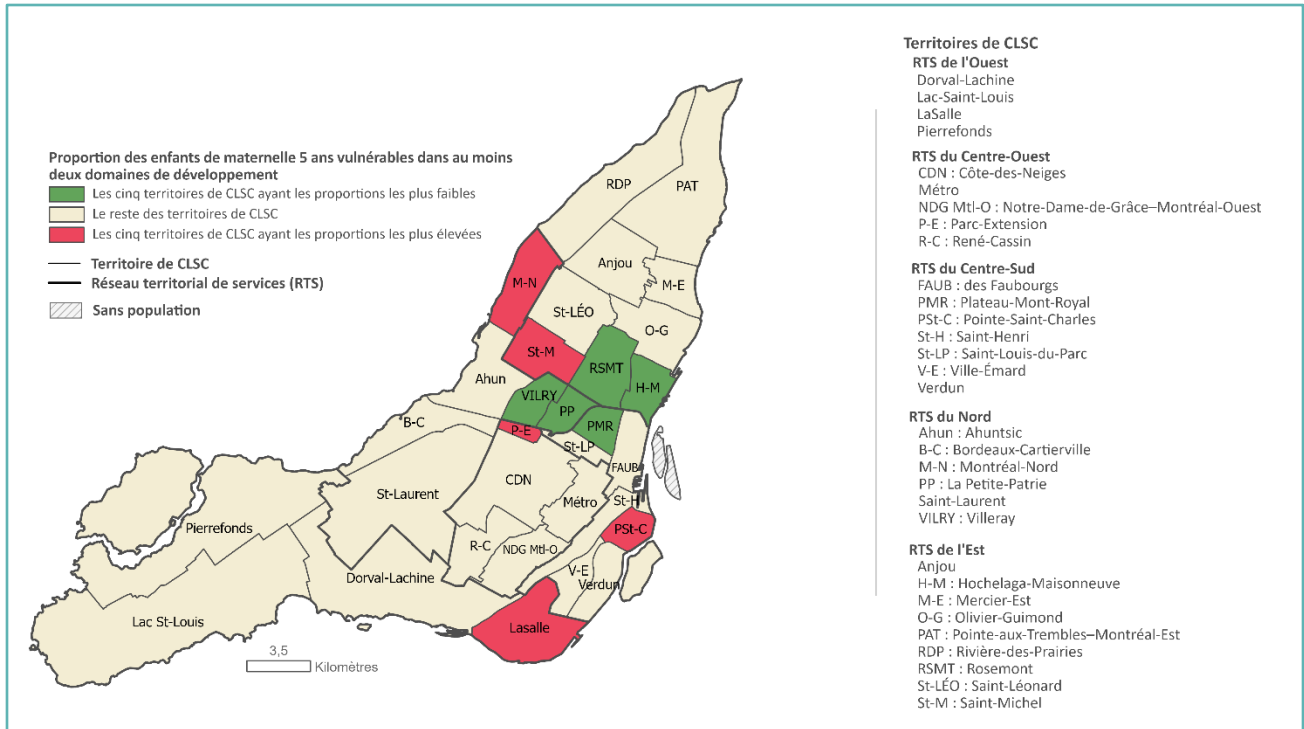 Proportion des enfants de maternelle 5 ans vulnérables dans au moins
deux domaines de développement
Les cinq territoires de CLSC ayant les proportions les plus faibles
Le reste des territoires de CLSC
Les cinq territoires de CLSC ayant les proportions les plus élevées
Territoire de CLSC
Réseau territorial de services (RTS)
Sans population
RDP
PAT
Anjou
M-E
M-N
St-LÉO
O-G
St-M
RSMT
H-M
Ahun
VILRY
PP
PMR
B-C
P-E
St-LP
FAUB
CDN
St-Laurent
Métro
St-H
Pierrefonds
PSt-C
R-C
NDG Mtl-O
V-E
Verdun
Dorval-Lachine
Lac St-Louis
Lasalle
3,5
Kilomètres
Territoires de CLSC
RTS de l'Ouest
Dorval-Lachine
Lac-Saint-Louis
LaSalle
Pierrefonds
RTS du Centre-Ouest
CDN : Côte-des-Neiges
Métro
NDG Mtl-O : Notre-Dame-de-Grâce–Montréal-Ouest
P-E : Parc-Extension
R-C : René-Cassin
RTS du Centre-Sud
FAUB : des Faubourgs
PMR : Plateau-Mont-Royal
PSt-C : Pointe-Saint-Charles
St-H : Saint-Henri
St-LP : Saint-Louis-du-Parc
V-E : Ville-Émard
Verdun
RTS du Nord
Ahun : Ahuntsic
B-C : Bordeaux-Cartierville
M-N : Montréal-Nord
PP : La Petite-Patrie
Saint-Laurent
VILRY : Villeray
RTS de l'Est
Anjou
H-M : Hochelaga-Maisonneuve
M-E : Mercier-Est
O-G : Olivier-Guimond
PAT : Pointe-aux-Trembles–Montréal-Est
RDP : Rivière-des-Prairies
RSMT : Rosemont
St-LÉO : Saint-Léonard
St-M : Saint-Michel